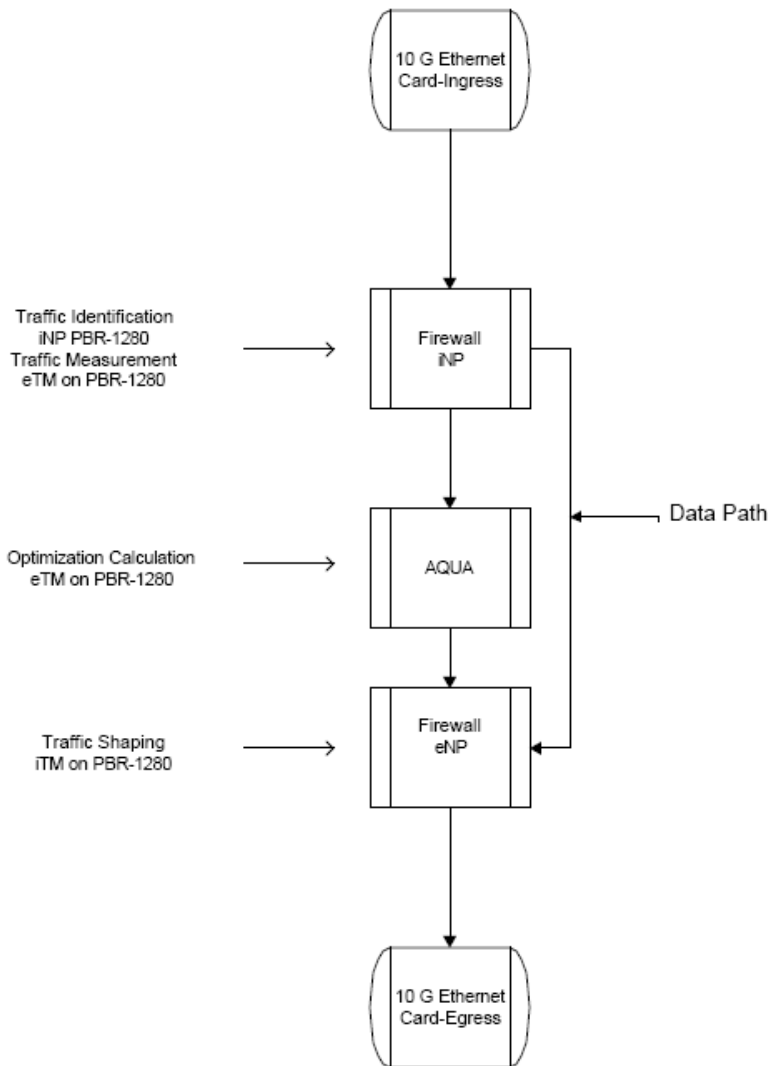 10 G Ethernet
Card-Ingress
Traffic Identification
iNP PBR-1280
Traffic Measurement
eTM on PBR-1280
Firewall
iNP
Data Path
Optimization Calculation
eTM on PBR-1280
AQUA
Traffic Shaping
iTM on PBR-1280
Firewall
eNP
10 G Ethernet
Card-Egress